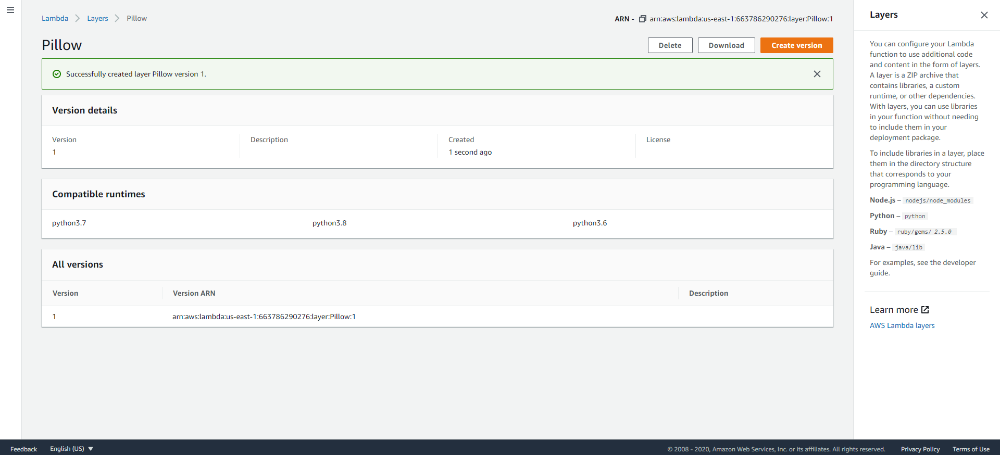 Lambda > Layers > Pillow
ARN - arn:aws:lambda:us-east-1:663786290276:layer:Pillow:1
Pillow
Delete
Download
Create version
Successfully created layer Pillow version 1.
Version details
Version
1
Description
Created
1 second ago
License
Compatible runtimes
python3.7
python3.8
python3.6
All versions
Version
Version ARN
Description
1
arn:aws:lambda:us-east-1:663786290276:layer:Pillow:1
Layers
You can configure your Lambda
function to use additional code
and content in the form of layers.
A layer is a ZIP archive that
contains libraries, a custom
runtime, or other dependencies.
With layers, you can use libraries
in your function without needing
to include them in your
deployment package.
To include libraries in a layer, place
them in the directory structure
that corresponds to your
programming language.
Node.js – nodejs/node_modules
Python – python
Ruby – ruby/gems/ 2.5.0
Java – java/lib
For examples, see the developer
guide.
Learn more
AWS Lambda layers
Feedback
English (US)
© 2008 - 2020, Amazon Web Services, Inc. or its affiliates. All rights reserved.
Privacy Policy
Terms of Use